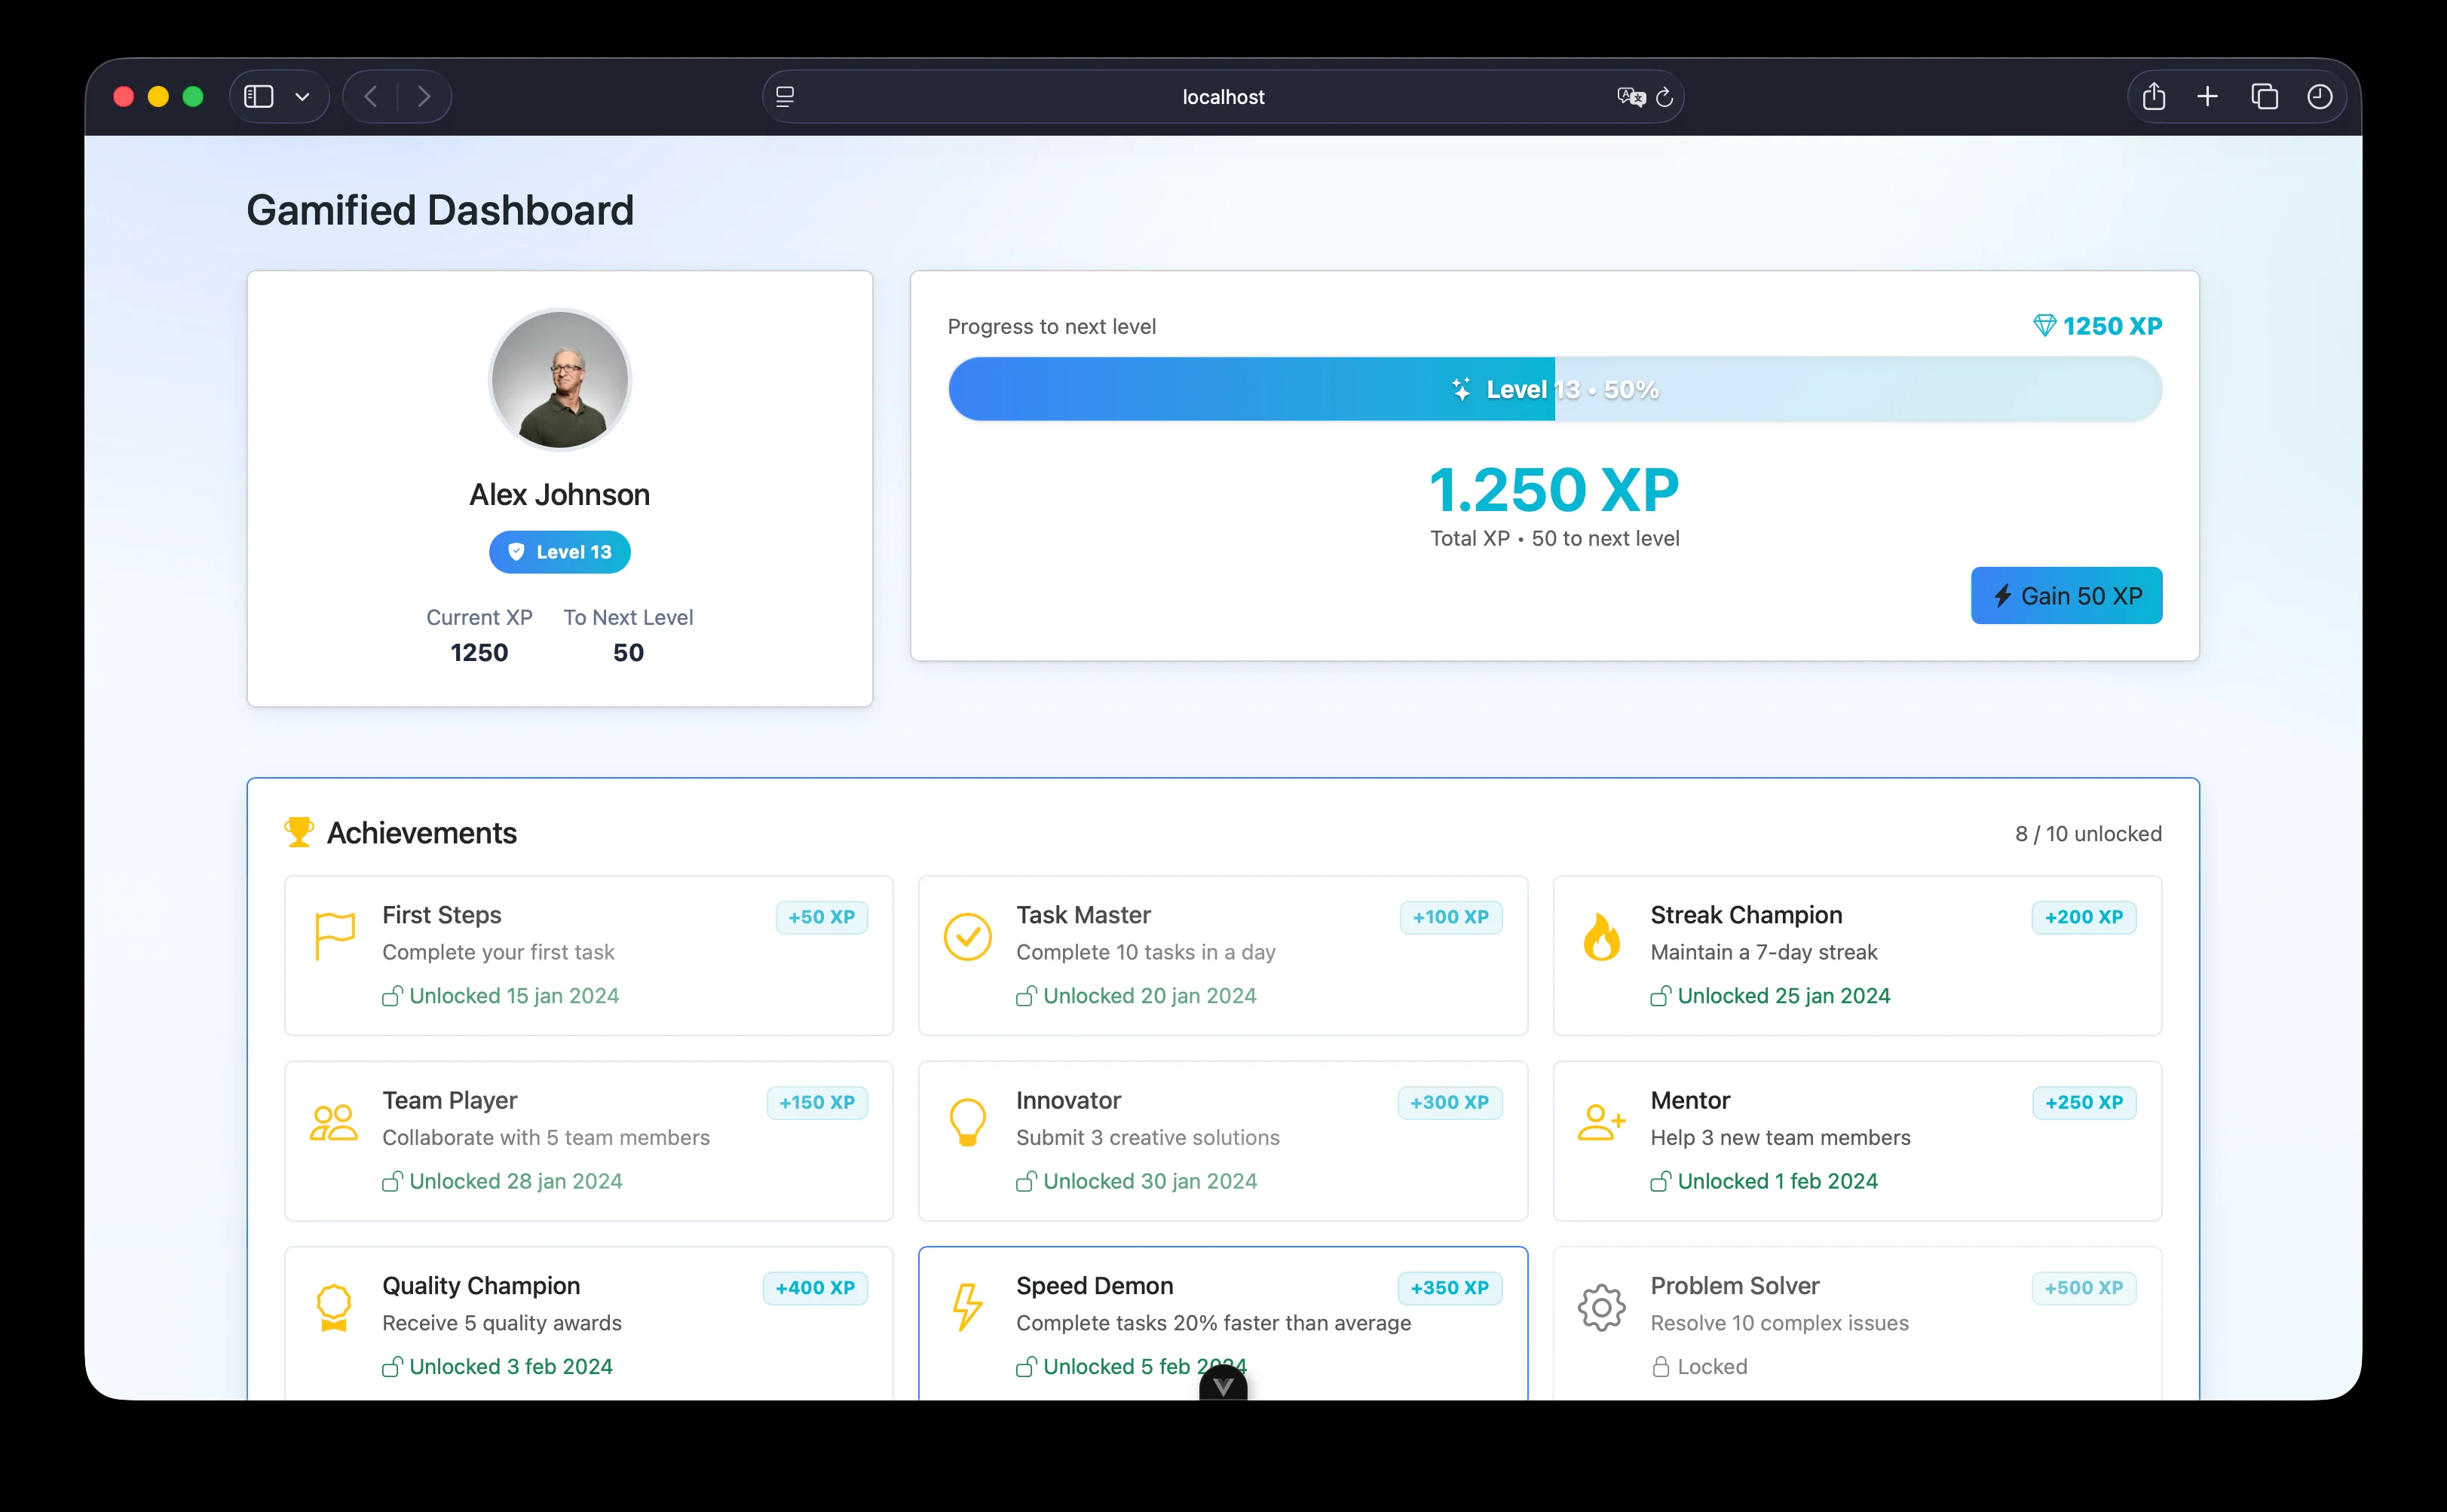 localhost
Gamified Dashboard
Alex Johnson
Level 13
Current XP To Next Level
1250 50
Progress to next level 1250 XP
Level 13 • 50%
1.250 XP
Total XP • 50 to next level
Gain 50 XP
Achievements 8 / 10 unlocked
First Steps +50 XP
Complete your first task
Unlocked 15 jan 2024
Task Master +100 XP
Complete 10 tasks in a day
Unlocked 20 jan 2024
Streak Champion +200 XP
Maintain a 7-day streak
Unlocked 25 jan 2024
Team Player +150 XP
Collaborate with 5 team members
Unlocked 28 jan 2024
Innovator +300 XP
Submit 3 creative solutions
Unlocked 30 jan 2024
Mentor +250 XP
Help 3 new team members
Unlocked 1 feb 2024
Quality Champion +400 XP
Receive 5 quality awards
Unlocked 3 feb 2024
Speed Demon +350 XP
Complete tasks 20% faster than average
Unlocked 5 feb 2024
Problem Solver +500 XP
Resolve 10 complex issues
Locked